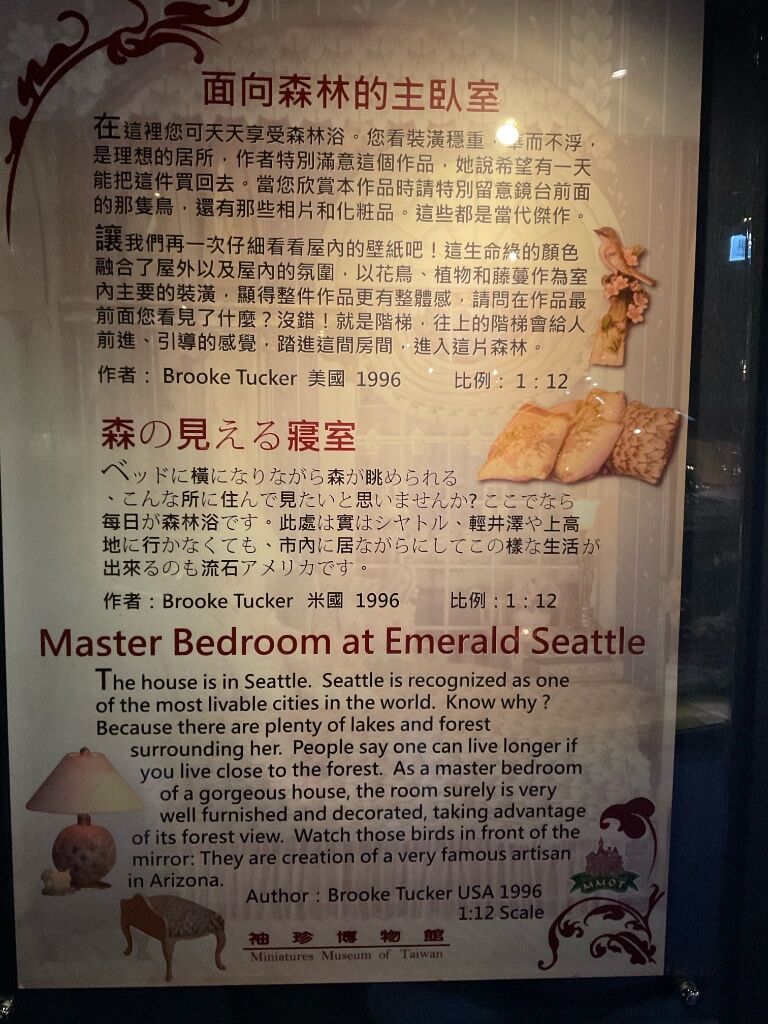 面向森林的主臥室
在這裡您可天天享受森林浴。您看裝潢穩重，華而不浮，
是理想的居所，作者特別滿意這個作品，她說希望有一天
能把這件買回去。當您欣賞本作品時請特別留意鏡台前面
的那隻鳥，還有那些相片和化粧品。這些都是當代傑作。
讓我們再一次仔細看看屋內的壁紙吧！這生命綠的顏色
融合了屋外以及屋內的氛圍，以花鳥、植物和藤蔓作為室
內主要的裝潢，顯得整件作品更有整體感，請問在作品最
前面您看見了什麼？沒錯！就是階梯，往上的階梯會給人
前進、引導的感覺，踏進這間房間，進入這片森林。
作者： Brooke Tucker 美國 1996 比例： 1：12
森の見える寢室
ベッドに橫になりながら森が眺められる
、こんな所に住んで見たいと思いませんか? ここでなら
每日が森林浴です。此處は實はシヤトル、輕井澤や上高
地に行かなくても、市內に居ながらにしてこの樣な生活が
出來るのも流石アメリカです。
作者：Brooke Tucker 米國 1996 比例：1：12
Master Bedroom at Emerald Seattle
The house is in Seattle. Seattle is recognized as one
of the most livable cities in the world. Know why ?
Because there are plenty of lakes and forest
surrounding her. People say one can live longer if
you live close to the forest. As a master bedroom
of a gorgeous house, the room surely is very
well furnished and decorated, taking advantage
of its forest view. Watch those birds in front of the
mirror: They are creation of a very famous artisan
in Arizona.
Author：Brooke Tucker USA 1996
1:12 Scale
MMOT
袖珍博物館
Miniatures Museum of Taiwan